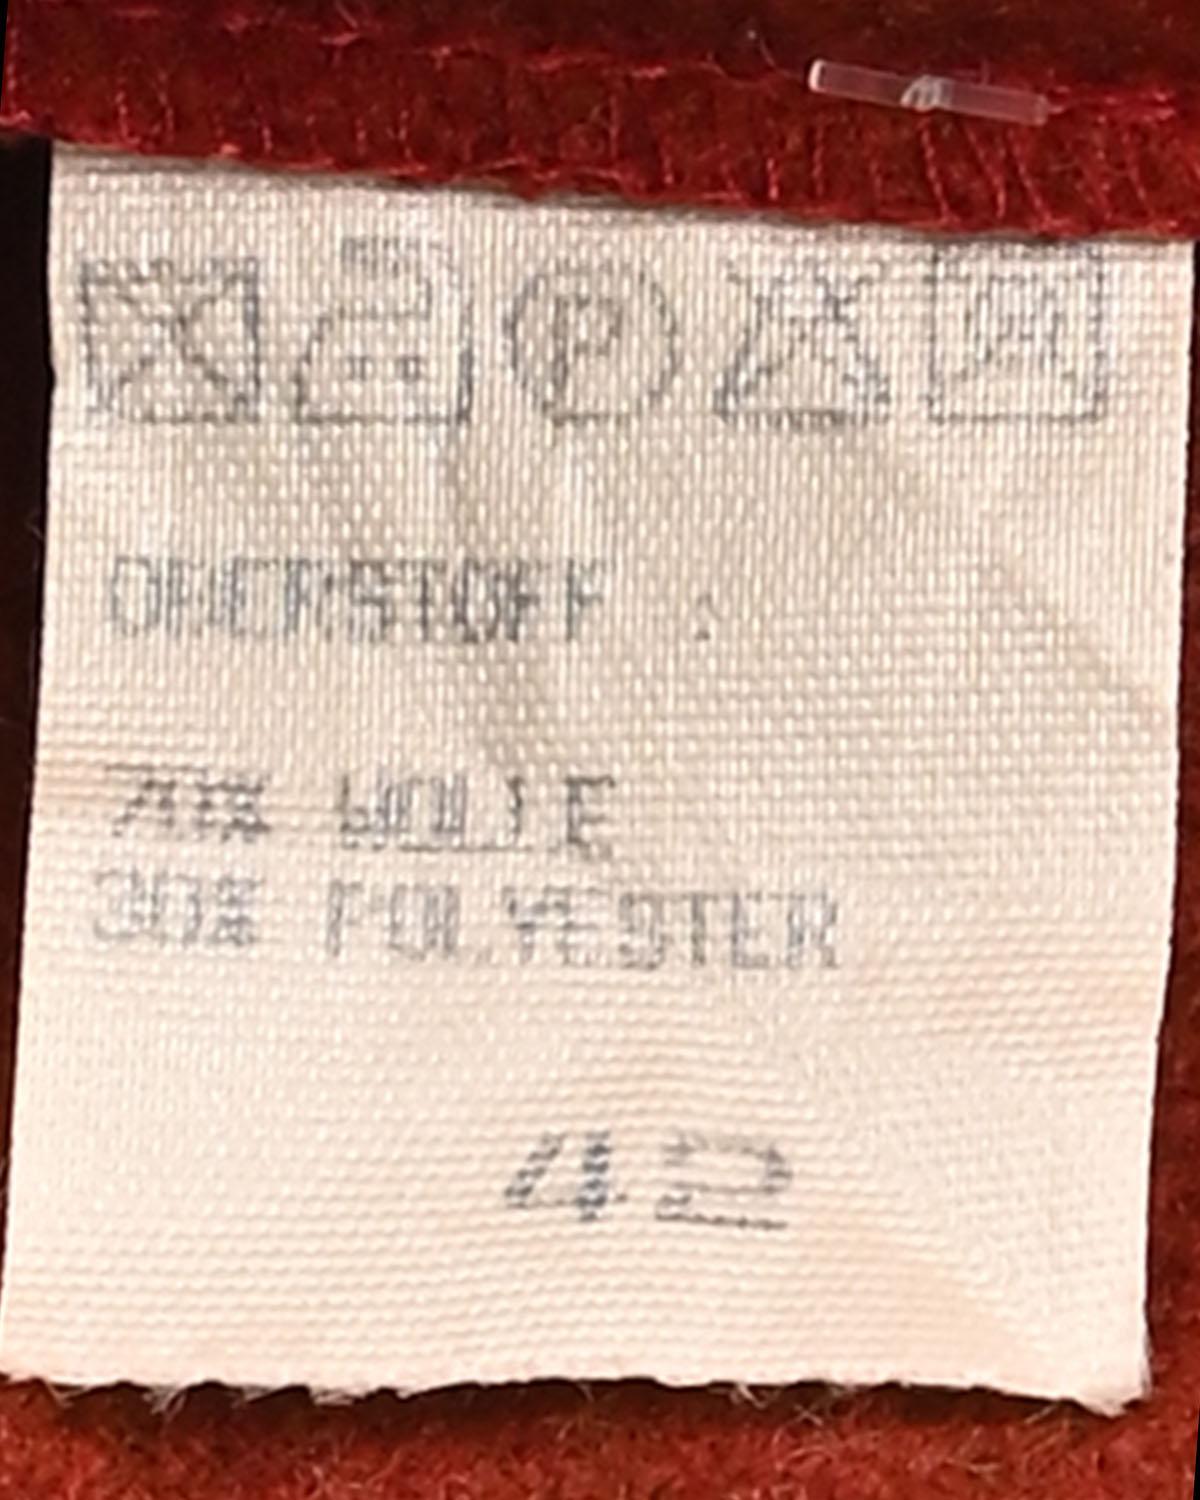 P
OBERSTOFF :
70% WOLLE
30% POLYESTER
42